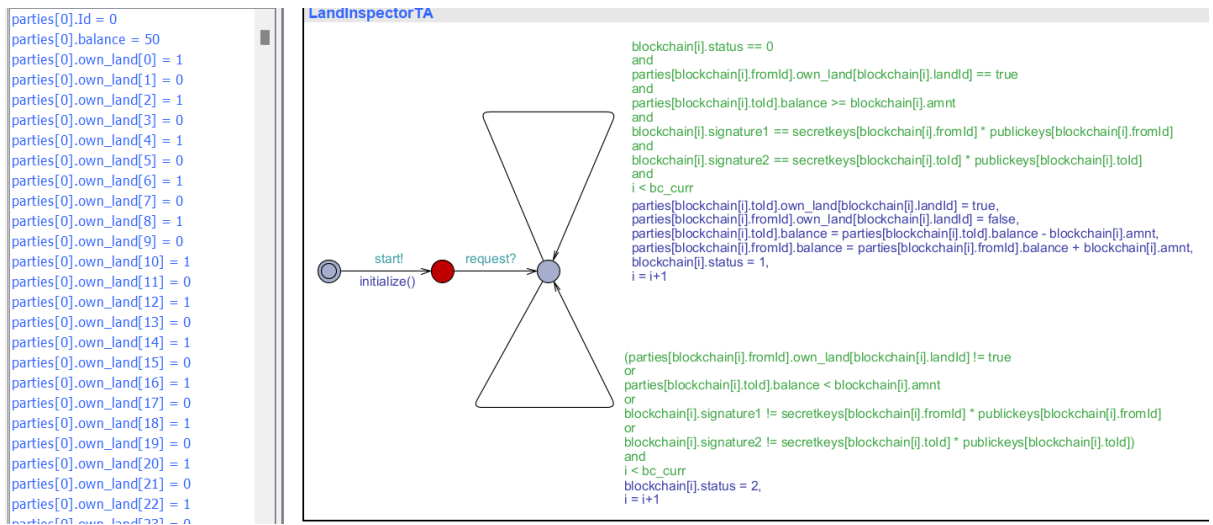 parties[0].Id = 0
parties[0].balance = 50
parties[0].own_land[0] = 1
parties[0].own_land[1] = 0
parties[0].own_land[2] = 1
parties[0].own_land[3] = 0
parties[0].own_land[4] = 1
parties[0].own_land[5] = 0
parties[0].own_land[6] = 1
parties[0].own_land[7] = 0
parties[0].own_land[8] = 1
parties[0].own_land[9] = 0
parties[0].own_land[10] = 1
parties[0].own_land[11] = 0
parties[0].own_land[12] = 1
parties[0].own_land[13] = 0
parties[0].own_land[14] = 1
parties[0].own_land[15] = 0
parties[0].own_land[16] = 1
parties[0].own_land[17] = 0
parties[0].own_land[18] = 1
parties[0].own_land[19] = 0
parties[0].own_land[20] = 1
parties[0].own_land[21] = 0
parties[0].own_land[22] = 1
parties[0].own_land[23] = 0
LandInspectorTA
start!
initialize()
request?
blockchain[i].status == 0
and
parties[blockchain[i].fromId].own_land[blockchain[i].landId] == true
and
parties[blockchain[i].toId].balance >= blockchain[i].amnt
and
blockchain[i].signature1 == secretkeys[blockchain[i].fromId] * publickeys[blockchain[i].fromId]
and
blockchain[i].signature2 == secretkeys[blockchain[i].toId] * publickeys[blockchain[i].toId]
and
i < bc_curr
parties[blockchain[i].toId].own_land[blockchain[i].landId] = true,
parties[blockchain[i].fromId].own_land[blockchain[i].landId] = false,
parties[blockchain[i].toId].balance = parties[blockchain[i].toId].balance - blockchain[i].amnt,
parties[blockchain[i].fromId].balance = parties[blockchain[i].fromId].balance + blockchain[i].amnt,
blockchain[i].status = 1,
i = i+1
(parties[blockchain[i].fromId].own_land[blockchain[i].landId] != true
or
parties[blockchain[i].toId].balance < blockchain[i].amnt
or
blockchain[i].signature1 != secretkeys[blockchain[i].fromId] * publickeys[blockchain[i].fromId]
or
blockchain[i].signature2 != secretkeys[blockchain[i].toId] * publickeys[blockchain[i].toId])
and
i < bc_curr
blockchain[i].status = 2,
i = i+1